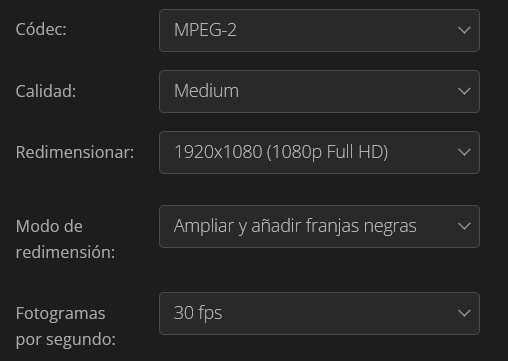 Códec:
MPEG-2
Calidad:
Medium
Redimensionar:
1920x1080 (1080p Full HD)
Modo de
redimensión:
Ampliar y añadir franjas negras
Fotogramas
por segundo:
30 fps